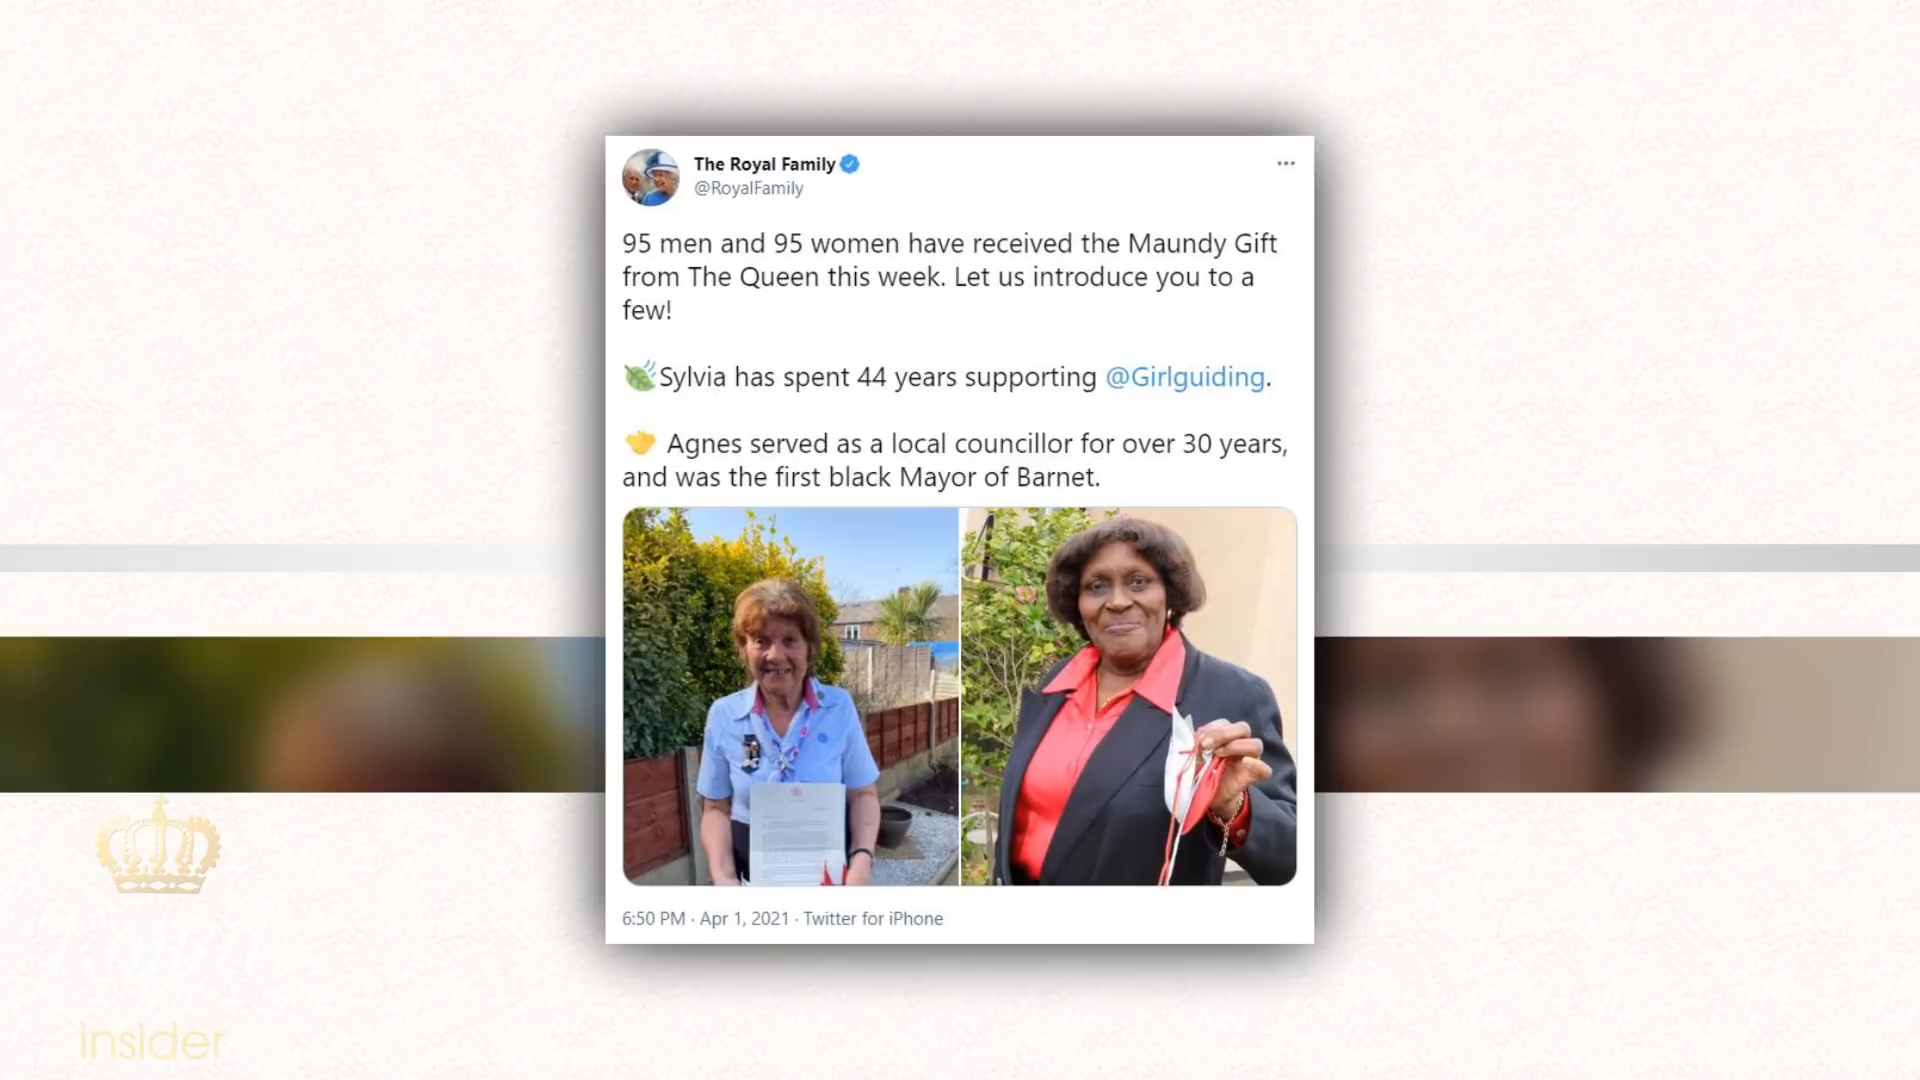 The Royal Family
@RoyalFamily
95 men and 95 women have received the Maundy Gift
from The Queen this week. Let us introduce you to a
few!
Sylvia has spent 44 years supporting @Girlguiding.
Agnes served as a local councillor for over 30 years,
and was the first black Mayor of Barnet.
6:50 PM · Apr 1, 2021 · Twitter for iPhone
Royal
insider